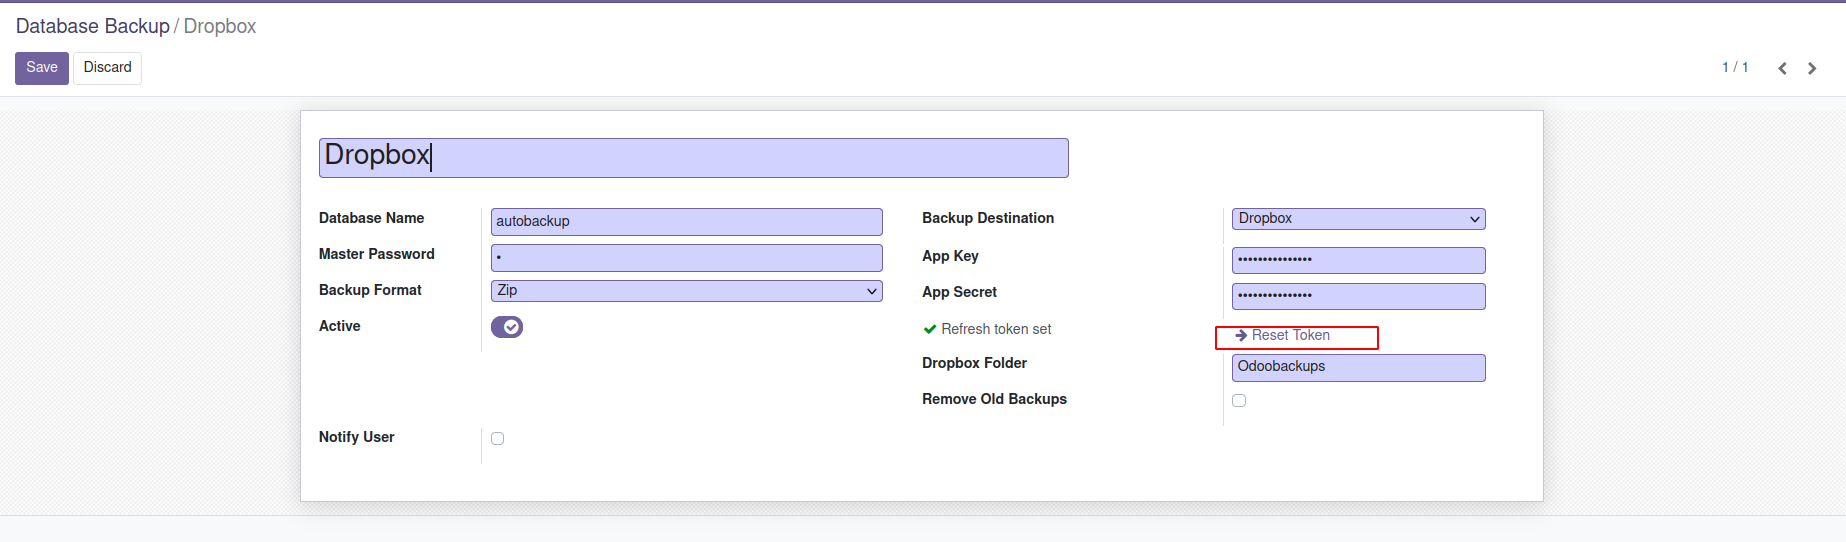 Database Backup / Dropbox
Save Discard 1 / 1
Dropbox
Database Name autobackup
Master Password •
Backup Format Zip
Active
Notify User
Backup Destination Dropbox
App Key •••••••••••••••
App Secret •••••••••••••••
Refresh token set Reset Token
Dropbox Folder Odoobackups
Remove Old Backups